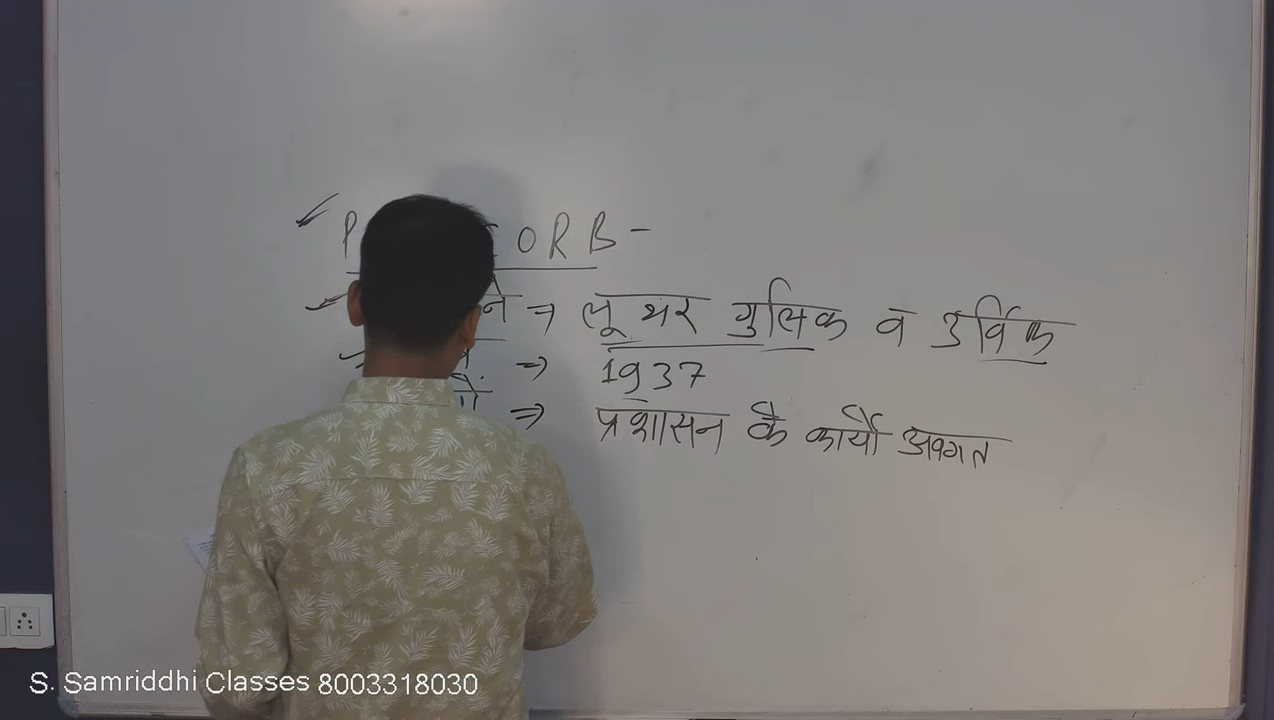 P ORB-
ने ⇒ लूथर गुलिक व उर्विक
⇒ 1937
⇒ प्रशासन के कार्यो अवगत
S. Samriddhi Classes 8003318030